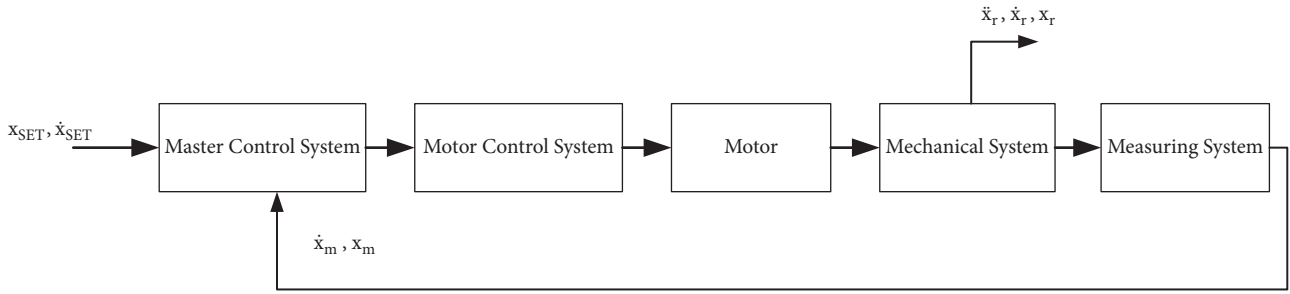 ẍr, ẋr, xr
xSET, ẋSET
Master Control System
Motor Control System
Motor
Mechanical System
Measuring System
ẋm , xm